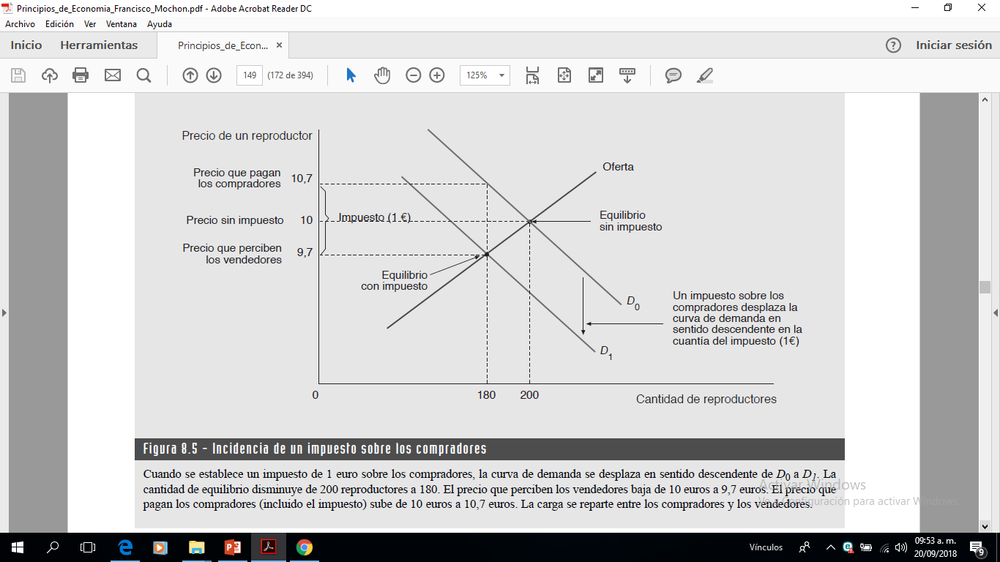 Principios_de_Economia_Francisco_Mochon.pdf - Adobe Acrobat Reader DC
Archivo Edición Ver Ventana Ayuda
Inicio Herramientas Principios_de_Econ... × ? Iniciar sesión
149 (172 de 394) 125%
Precio de un reproductor
Oferta
Precio que pagan
los compradores 10,7
Impuesto (1 €)
Precio sin impuesto 10
Equilibrio
sin impuesto
Precio que perciben
los vendedores 9,7
Equilibrio
con impuesto
D0
Un impuesto sobre los
compradores desplaza la
curva de demanda en
sentido descendente en la
cuantía del impuesto (1€)
D1
0 180 200
Cantidad de reproductores
Figura 8.5 - Incidencia de un impuesto sobre los compradores
Cuando se establece un impuesto de 1 euro sobre los compradores, la curva de demanda se desplaza en sentido descendente de D0 a D1. La
cantidad de equilibrio disminuye de 200 reproductores a 180. El precio que perciben los vendedores baja de 10 euros a 9,7 euros. El precio que
pagan los compradores (incluido el impuesto) sube de 10 euros a 10,7 euros. La carga se reparte entre los compradores y los vendedores.
Activar Windows
Ve a Configuración para activar Windows.
Vínculos
09:53 a. m.
20/09/2018
9